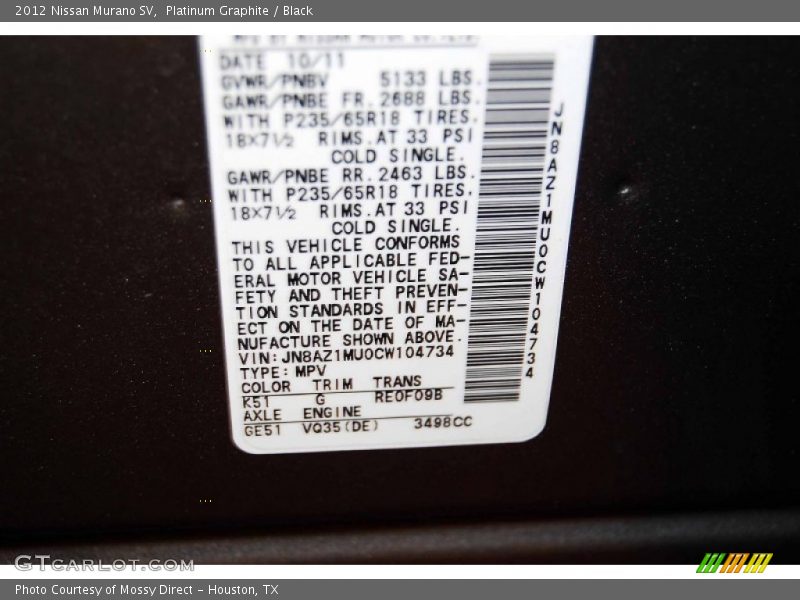 2012 Nissan Murano SV,  Platinum Graphite / Black
DATE 10/11
GVWR/PNBV 5133 LBS.
GAWR/PNBE FR. 2688 LBS.
WITH P235/65R18 TIRES.
18×7½ RIMS. AT 33 PSI
COLD SINGLE.
GAWR/PNBE RR. 2463 LBS.
WITH P235/65R18 TIRES.
18×7½ RIMS. AT 33 PSI
COLD SINGLE.
THIS VEHICLE CONFORMS
TO ALL APPLICABLE FED-
ERAL MOTOR VEHICLE SA-
FETY AND THEFT PREVEN-
TION STANDARDS IN EFF-
ECT ON THE DATE OF MA-
NUFACTURE SHOWN ABOVE.
VIN: JN8AZ1MU0CW104734
TYPE: MPV
COLOR TRIM TRANS
K51 G RE0F09B
AXLE ENGINE
GE51 VQ35(DE) 3498CC
JN8AZ1MU0CW104734
GTCARLOT.COM
Photo Courtesy of Mossy Direct - Houston, TX